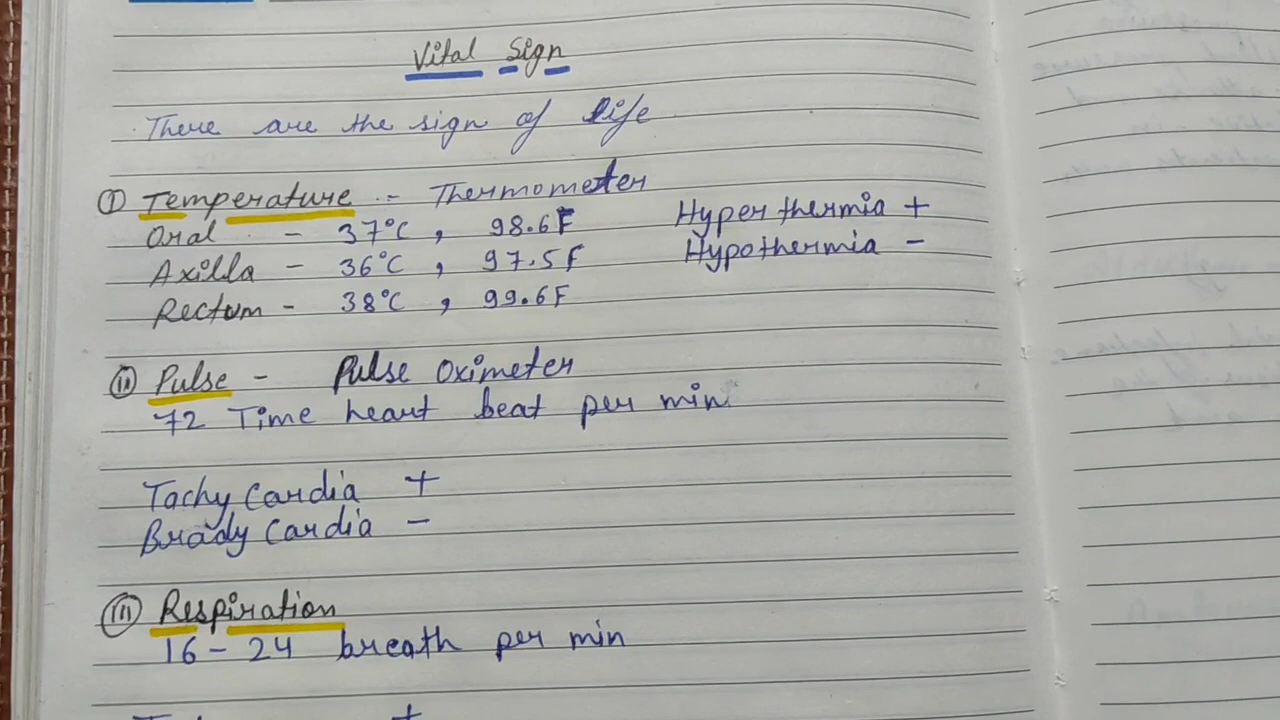 Vital Sign
There are the sign of life
(i) Temperature :- Thermometer
Oral - 37°C , 98.6F Hyper thermia +
Axilla - 36°C , 97.5F Hypothermia -
Rectum - 38°C , 99.6F
(ii) Pulse - Pulse Oximeter
72 Time heart beat per min
Tachy Cardia +
Brady Cardia -
(iii) Respiration
16 - 24 breath per min